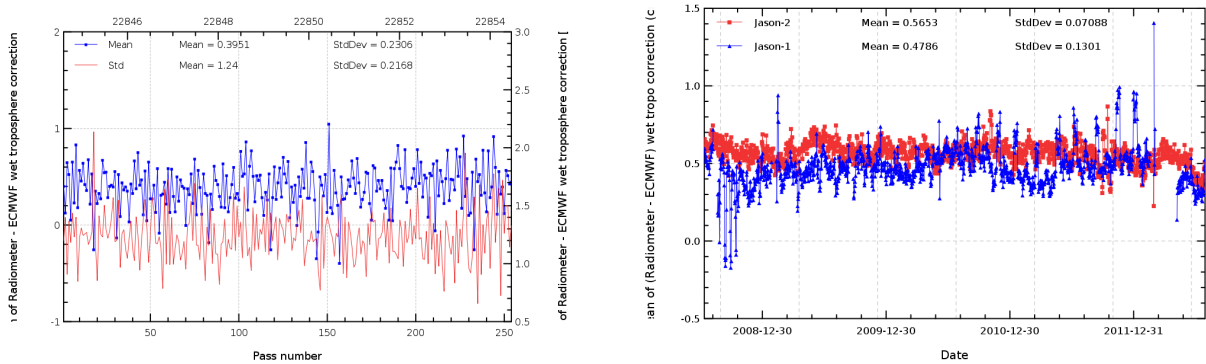 22846 22848 22850 22852 22854
Mean Mean = 0.3951 StdDev = 0.2306
Std Mean = 1.24 StdDev = 0.2168
2
1
0
-1
3.0
2.5
2.0
1.5
1.0
0.5
of Radiometer - ECMWF wet troposphere correction
of Radiometer - ECMWF wet troposphere correction [
50 100 150 200 250
Pass number
Jason-2 Mean = 0.5653 StdDev = 0.07088
Jason-1 Mean = 0.4786 StdDev = 0.1301
1.5
1.0
0.5
0.0
-0.5
of (Radiometer - ECMWF) wet tropo correction (c
2008-12-30 2009-12-30 2010-12-30 2011-12-31
Date